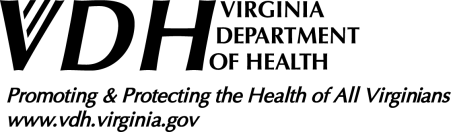 VDH VIRGINIA
DEPARTMENT
OF HEALTH
Promoting & Protecting the Health of All Virginians
www.vdh.virginia.gov